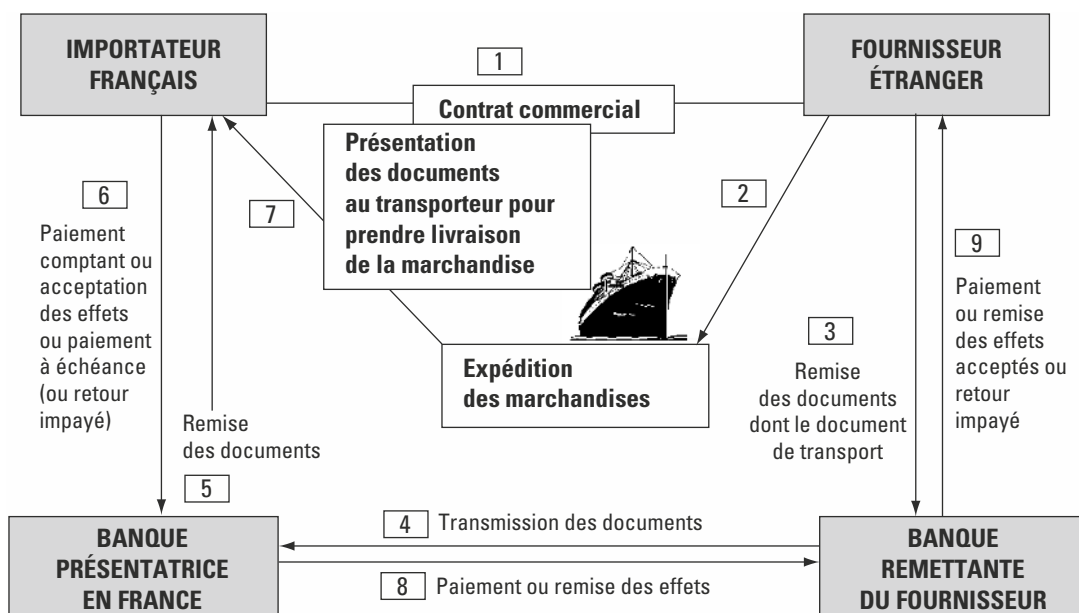 IMPORTATEUR
FRANÇAIS
FOURNISSEUR
ÉTRANGER
1
Contrat commercial
Présentation
des documents
au transporteur pour
prendre livraison
de la marchandise
2
Expédition
des marchandises
3
Remise
des documents
dont le document
de transport
4 Transmission des documents
Remise
des documents
5
6
Paiement
comptant ou
acceptation
des effets
ou paiement
à échéance
(ou retour
impayé)
7
8 Paiement ou remise des effets
9
Paiement
ou remise
des effets
acceptés ou
retour
impayé
BANQUE
PRÉSENTATRICE
EN FRANCE
BANQUE
REMETTANTE
DU FOURNISSEUR